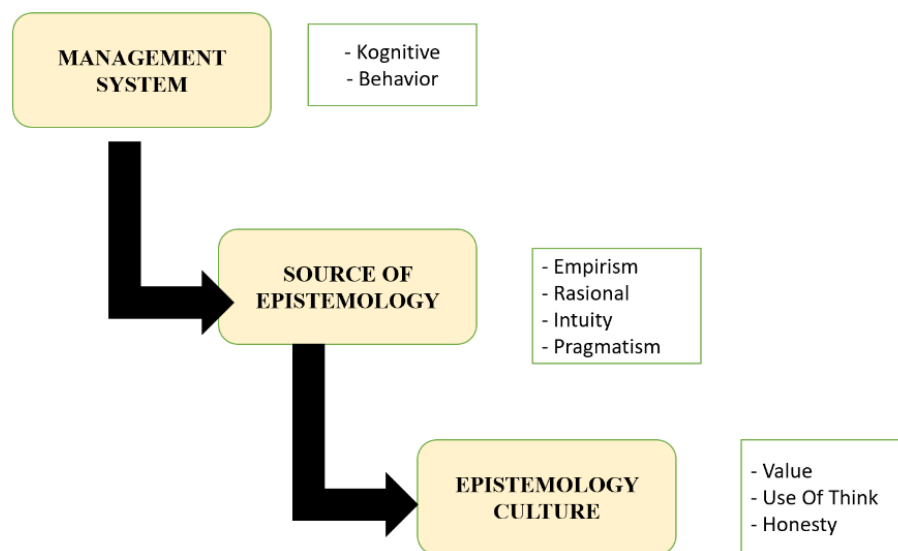 MANAGEMENT
SYSTEM
- Kognitive
- Behavior
SOURCE OF
EPISTEMOLOGY
- Empirism
- Rasional
- Intuity
- Pragmatism
EPISTEMOLOGY
CULTURE
- Value
- Use Of Think
- Honesty